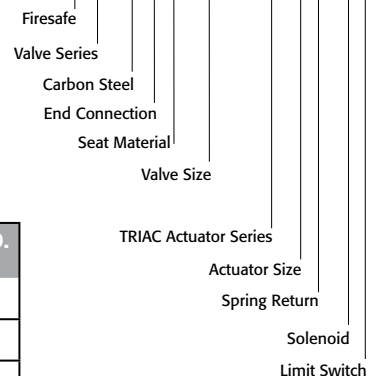 Firesafe
Valve Series
Carbon Steel
End Connection
Seat Material
Valve Size
TRIAC Actuator Series
Actuator Size
Spring Return
Solenoid
Limit Switch